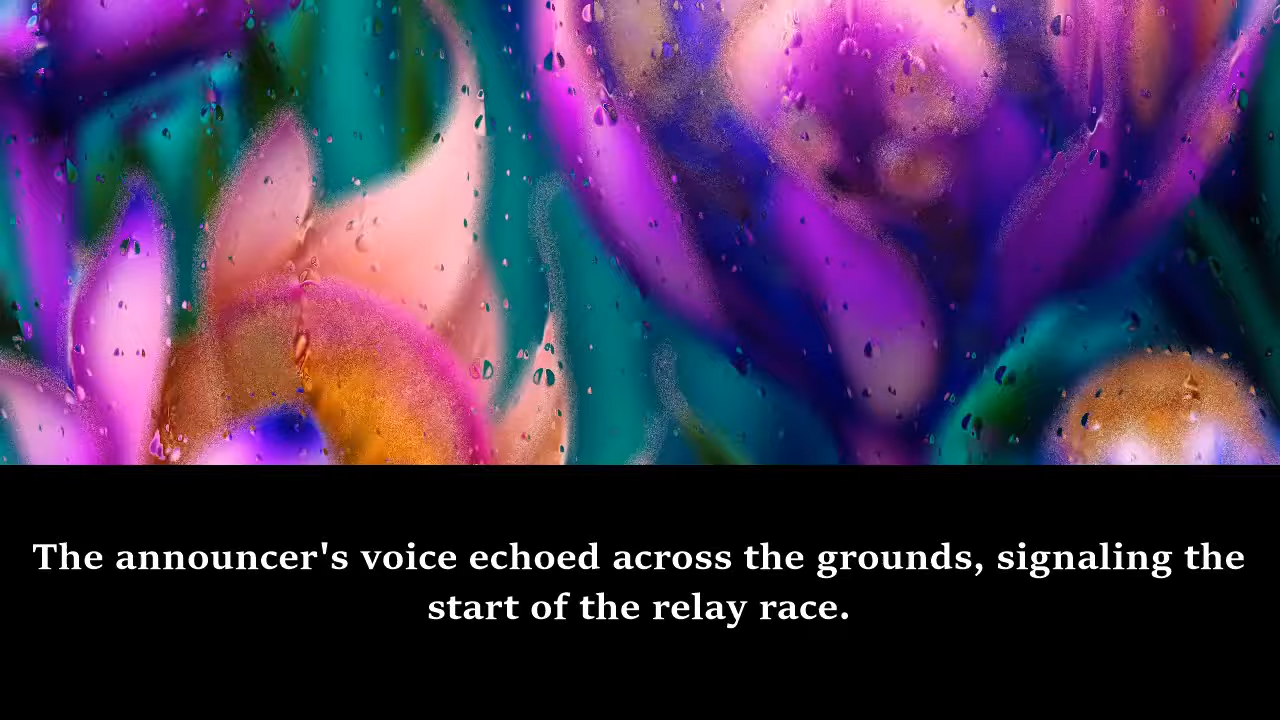 The announcer's voice echoed across the grounds, signaling the
start of the relay race.